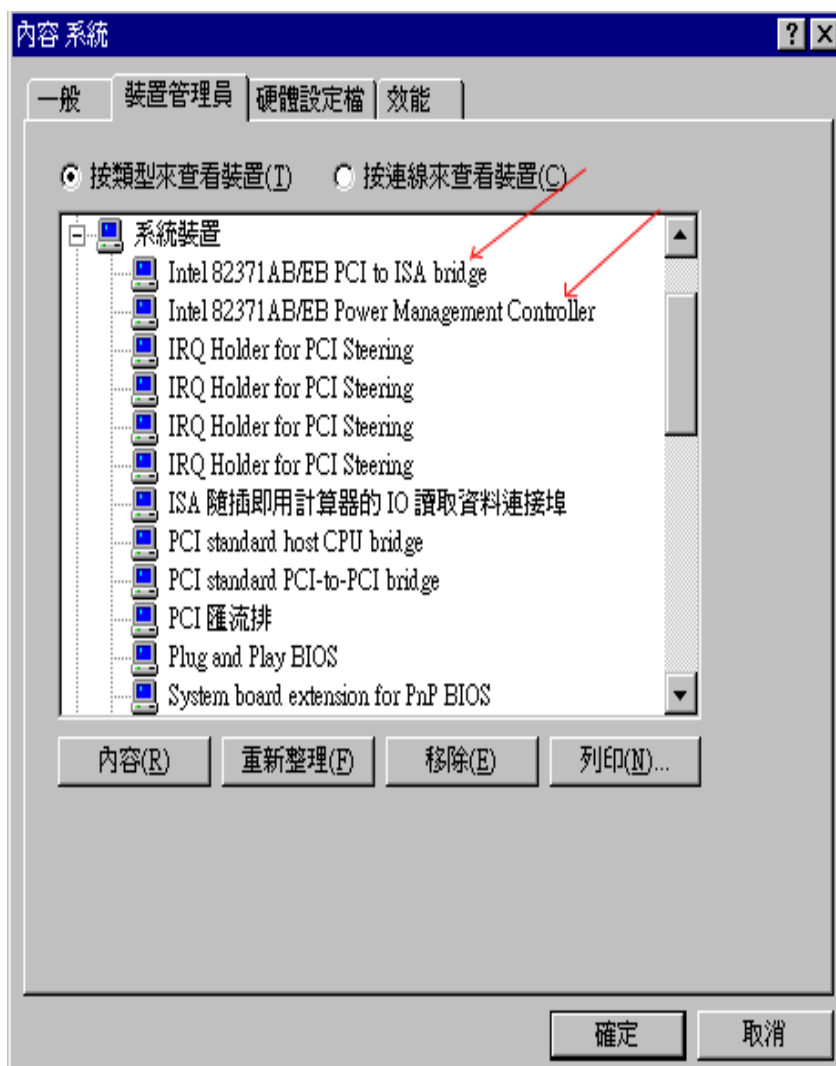 內容 系統
一般 裝置管理員 硬體設定檔 效能
按類型來查看裝置(T) 按連線來查看裝置(C)
系統裝置
Intel 82371AB/EB PCI to ISA bridge
Intel 82371AB/EB Power Management Controller
IRQ Holder for PCI Steering
IRQ Holder for PCI Steering
IRQ Holder for PCI Steering
IRQ Holder for PCI Steering
ISA 隨插即用計算器的 IO 讀取資料連接埠
PCI standard host CPU bridge
PCI standard PCI-to-PCI bridge
PCI 匯流排
Plug and Play BIOS
System board extension for PnP BIOS
內容(R) 重新整理(F) 移除(E) 列印(N)...
確定 取消